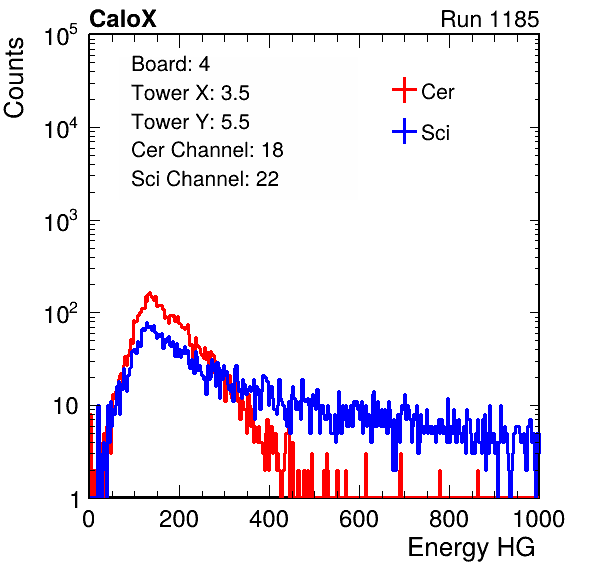 CaloX Run 1185
Counts
10^5
10^4
10^3
10^2
10
1
Board: 4
Tower X: 3.5
Tower Y: 5.5
Cer Channel: 18
Sci Channel: 22
Cer
Sci
0 200 400 600 800 1000
Energy HG